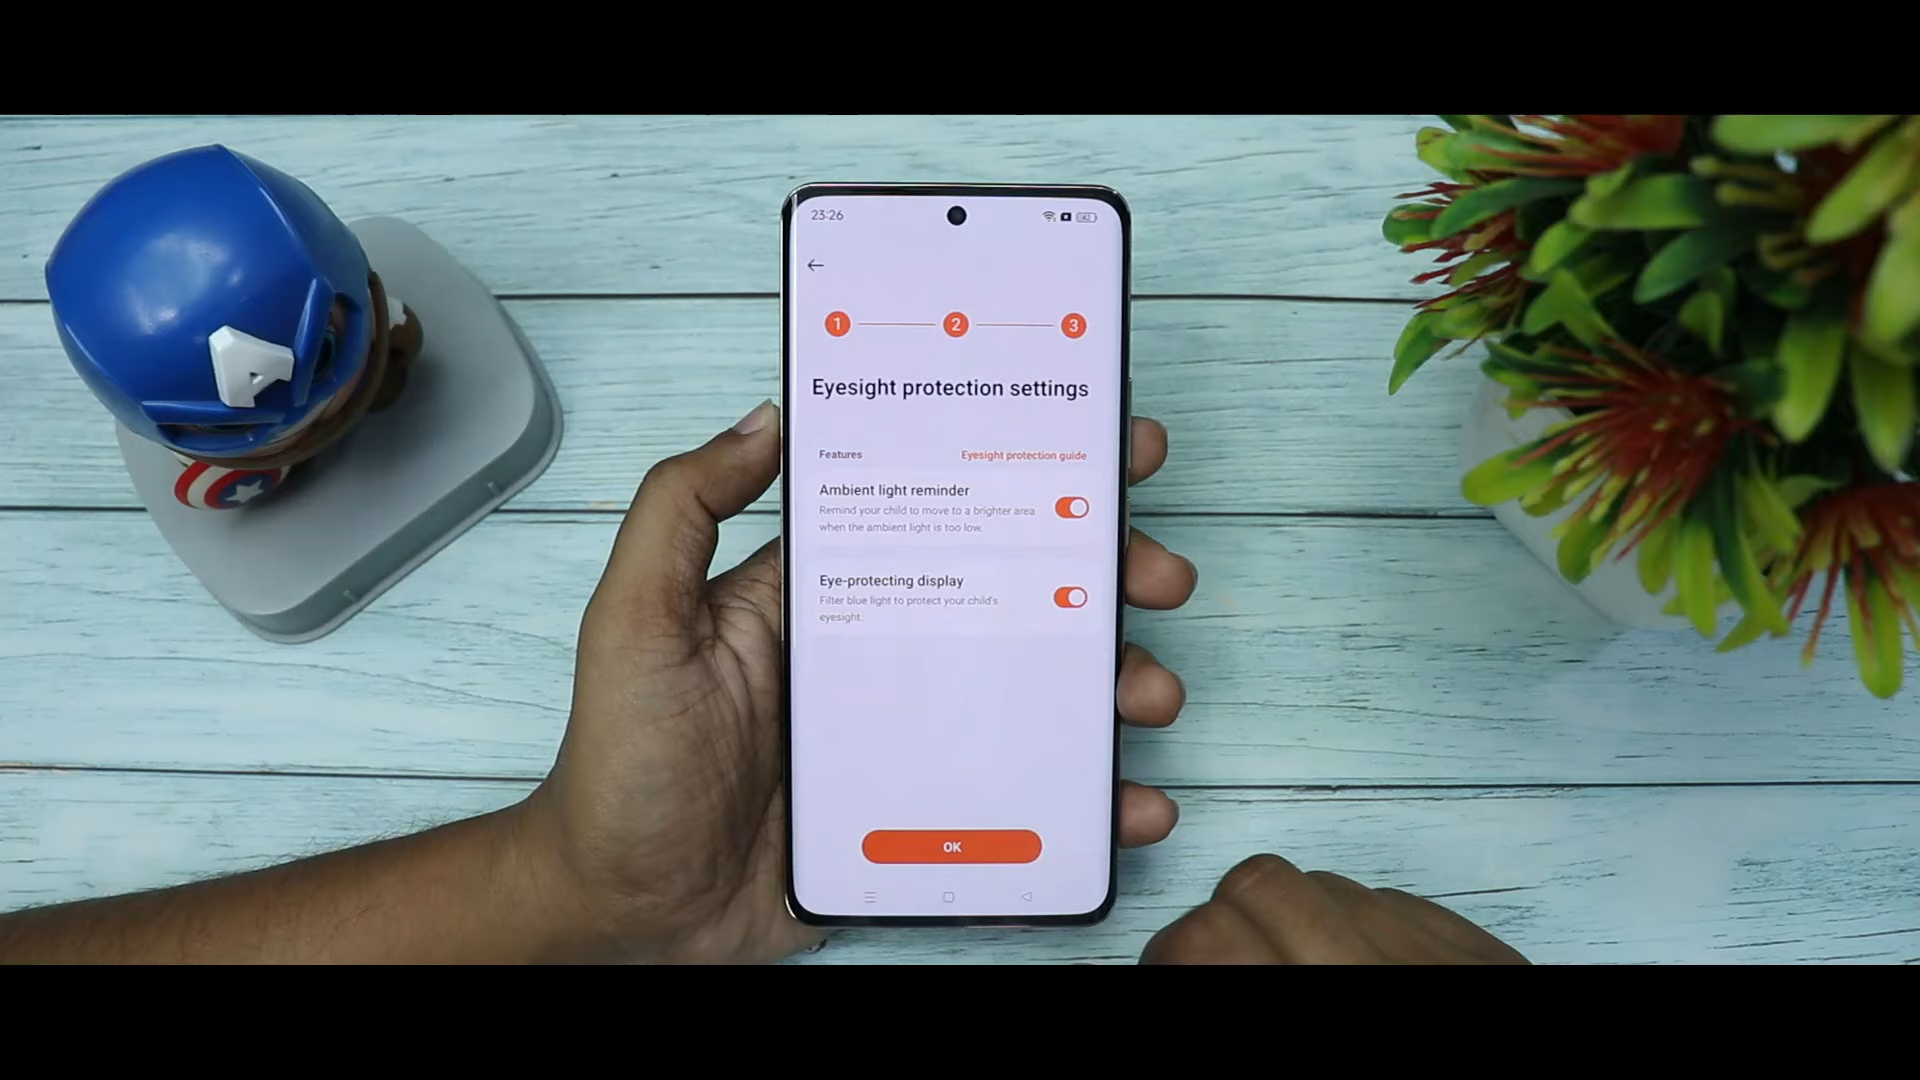 23:26
42
1
2
3
Eyesight protection settings
Features
Eyesight protection guide
Ambient light reminder
Remind your child to move to a brighter area
when the ambient light is too low.
Eye-protecting display
Filter blue light to protect your child's
eyesight.
OK
A